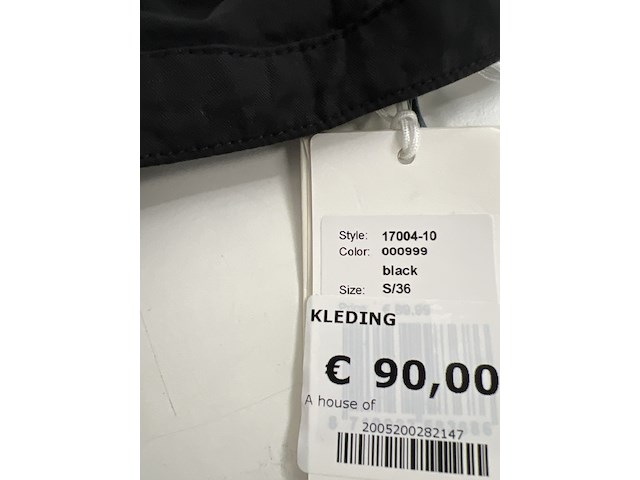 Style: 17004-10
Color: 000999
black
Size: S/36
KLEDING
€ 90,00
A house of
2005200282147